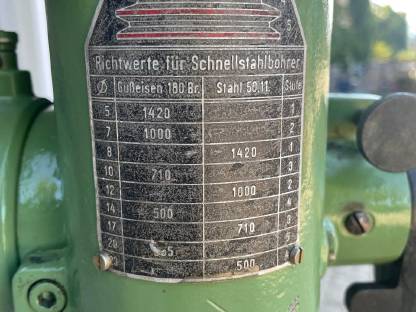 Richtwerte für Schnellstahlbohrer
Ø Gußeisen 180 Br. Stahl 50.11. Stufe
5 1420 1
7 1000 2
8 1420 1
10 710 3
12 1000 2
14 500 4
17 710 3
20 500